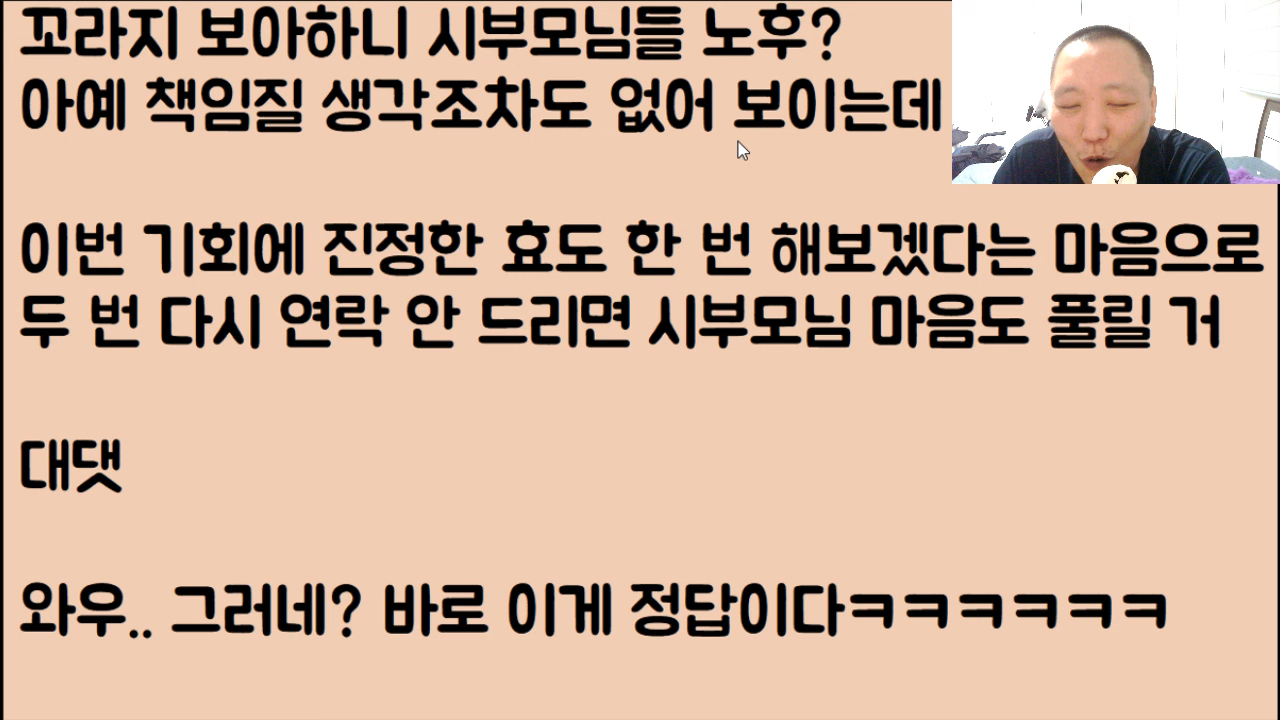 꼬라지 보아하니 시부모님들 노후?
아예 책임질 생각조차도 없어 보이는데
이번 기회에 진정한 효도 한 번 해보겠다는 마음으로
두 번 다시 연락 안 드리면 시부모님 마음도 풀릴 거
대댓
와우.. 그러네? 바로 이게 정답이다ㅋㅋㅋㅋㅋㅋ